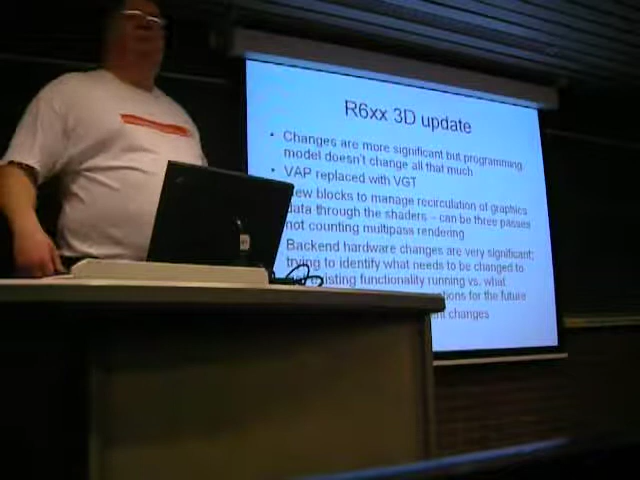 R6xx 3D update
• Changes are more significant but programming
model doesn't change all that much
• VAP replaced with VGT
ew blocks to manage recirculation of graphics
data through the shaders – can be three passes
not counting multipass rendering
Backend hardware changes are very significant;
trying to identify what needs to be changed to
existing functionality running vs. what
ions for the future
nt changes